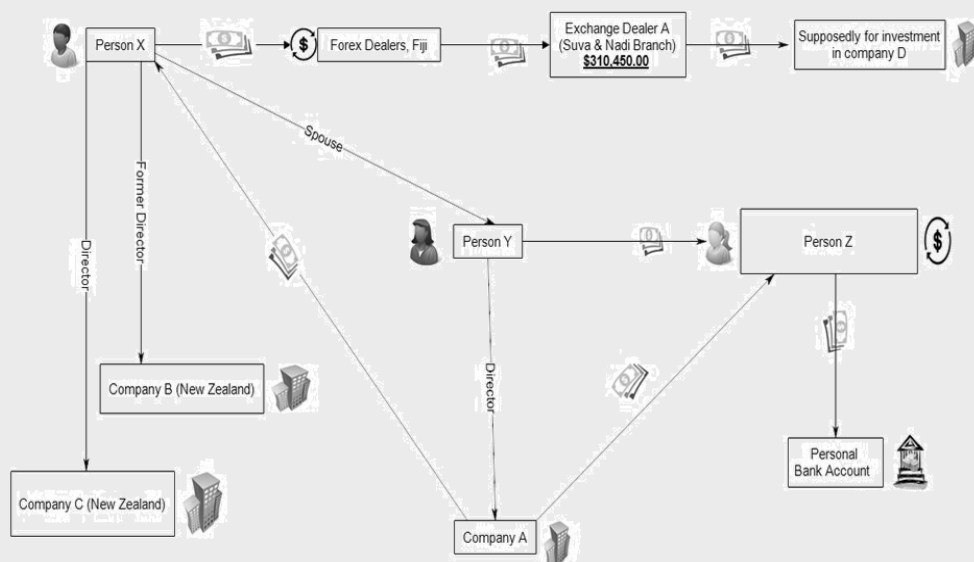 Person X
Forex Dealers, Fiji
Exchange Dealer A
(Suva & Nadi Branch)
$310,450.00
Supposedly for investment
in company D
Spouse
Former Director
Director
Person Y
Person Z
Director
Company B (New Zealand)
Personal
Bank Account
Company C (New Zealand)
Company A